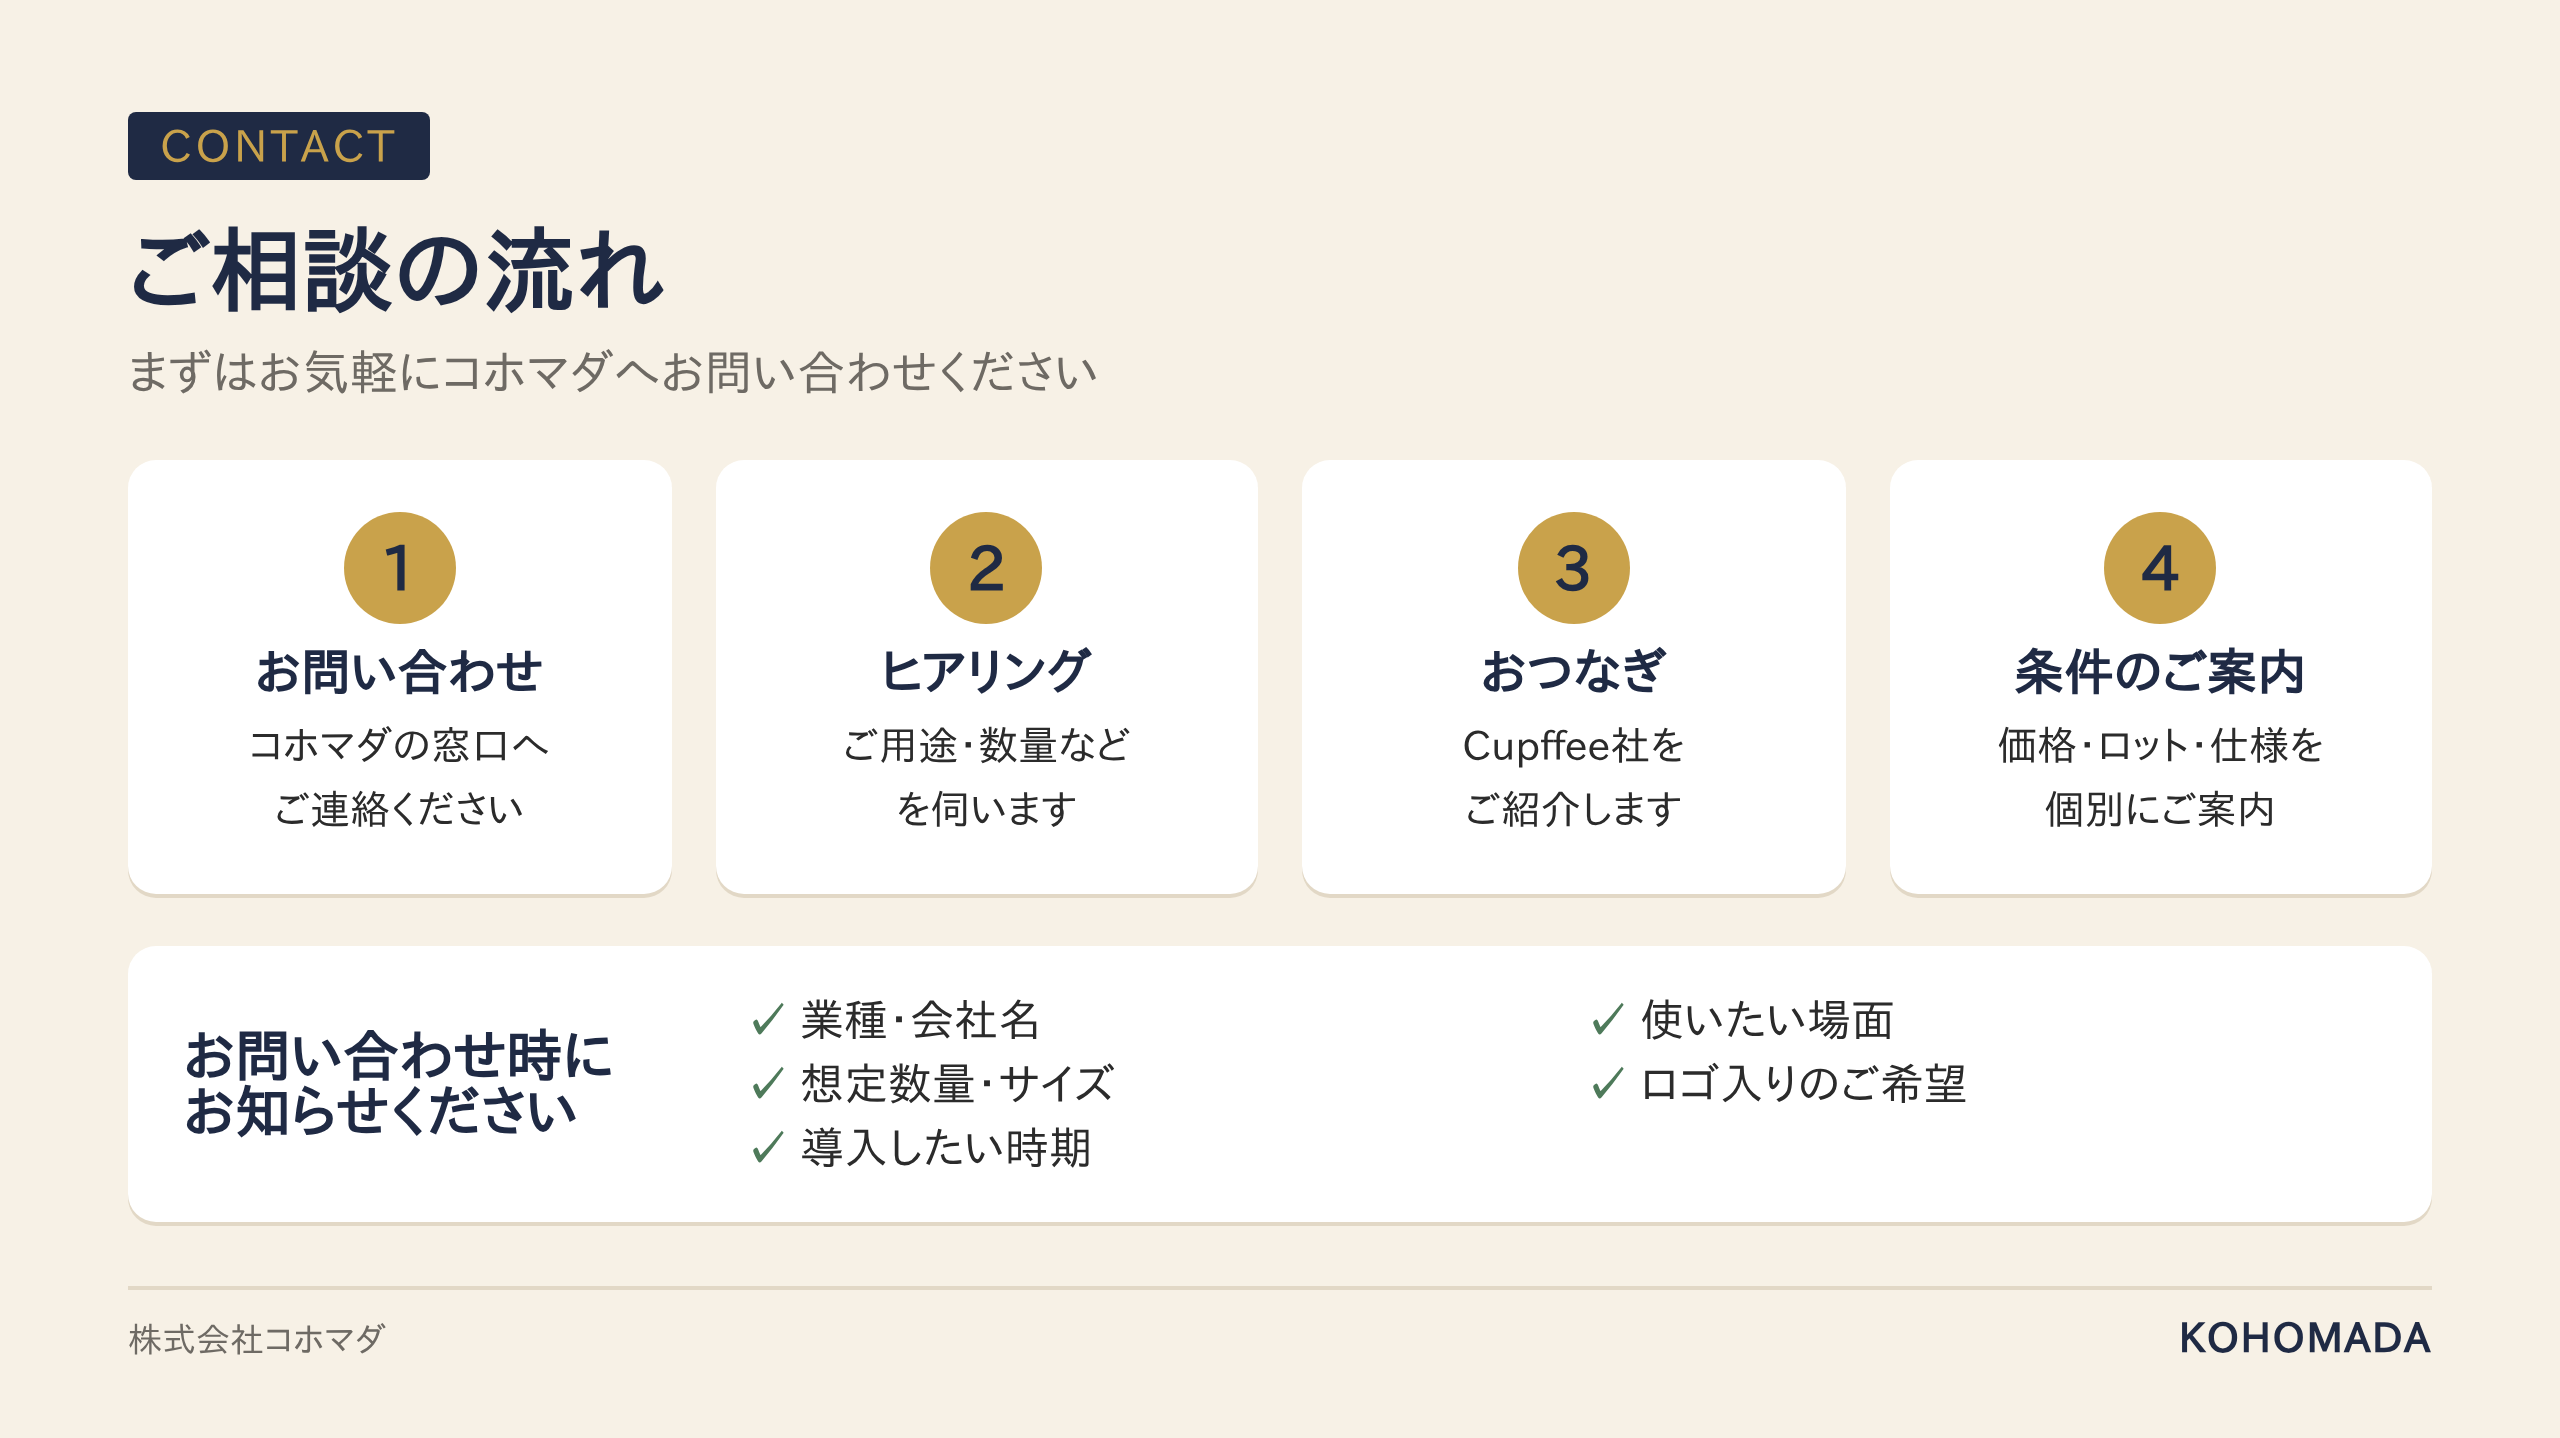 CONTACT
ご相談の流れ
まずはお気軽にコホマダへお問い合わせください
1
お問い合わせ
コホマダの窓口へ
ご連絡ください
2
ヒアリング
ご用途・数量など
を伺います
3
おつなぎ
Cupffee社を
ご紹介します
4
条件のご案内
価格・ロット・仕様を
個別にご案内
お問い合わせ時に
お知らせください
✓ 業種・会社名
✓ 想定数量・サイズ
✓ 導入したい時期
✓ 使いたい場面
✓ ロゴ入りのご希望
株式会社コホマダ
KOHOMADA